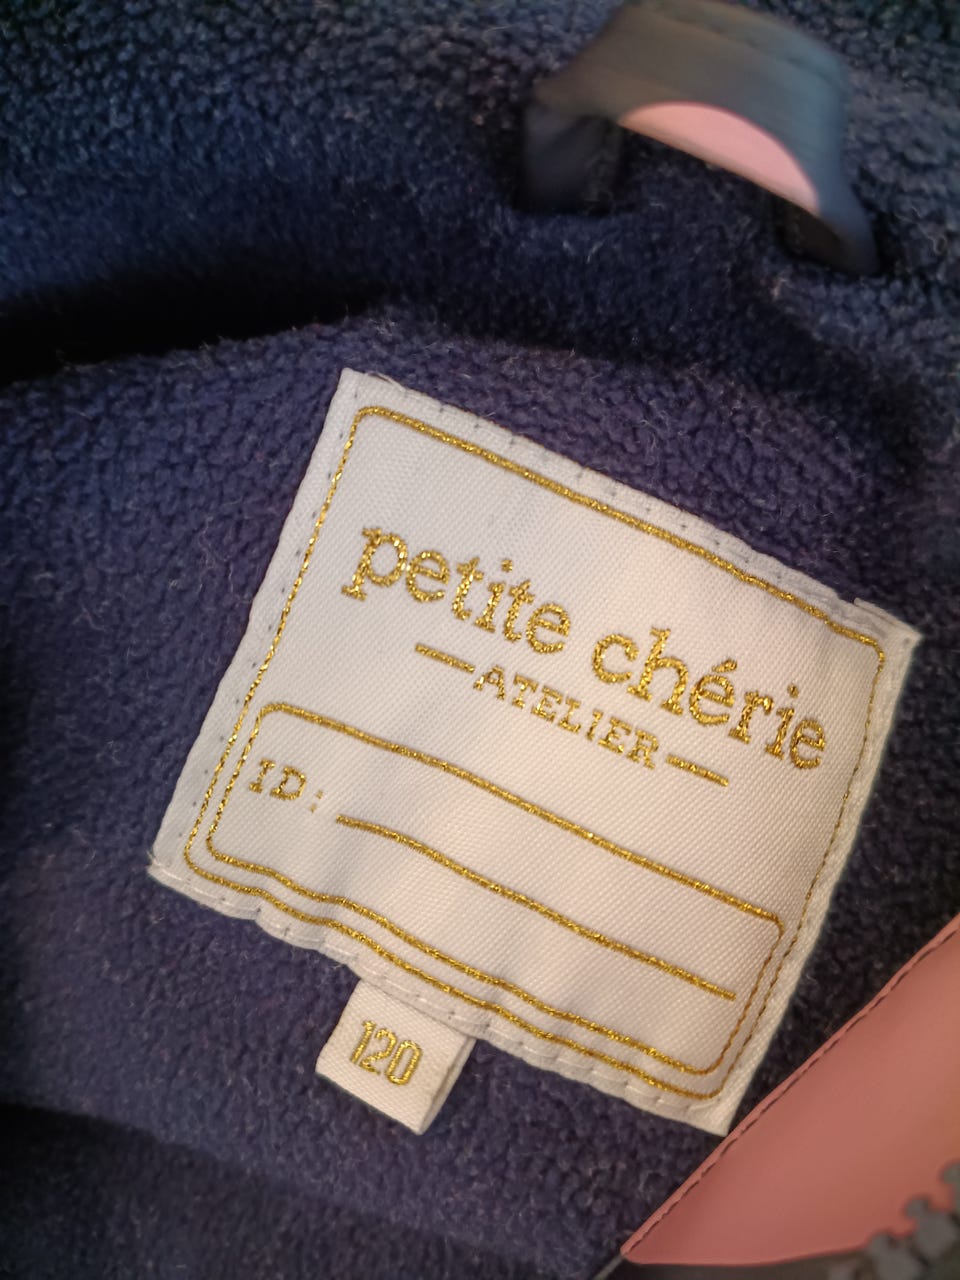 petite chérie
ATELIER
ID:
120